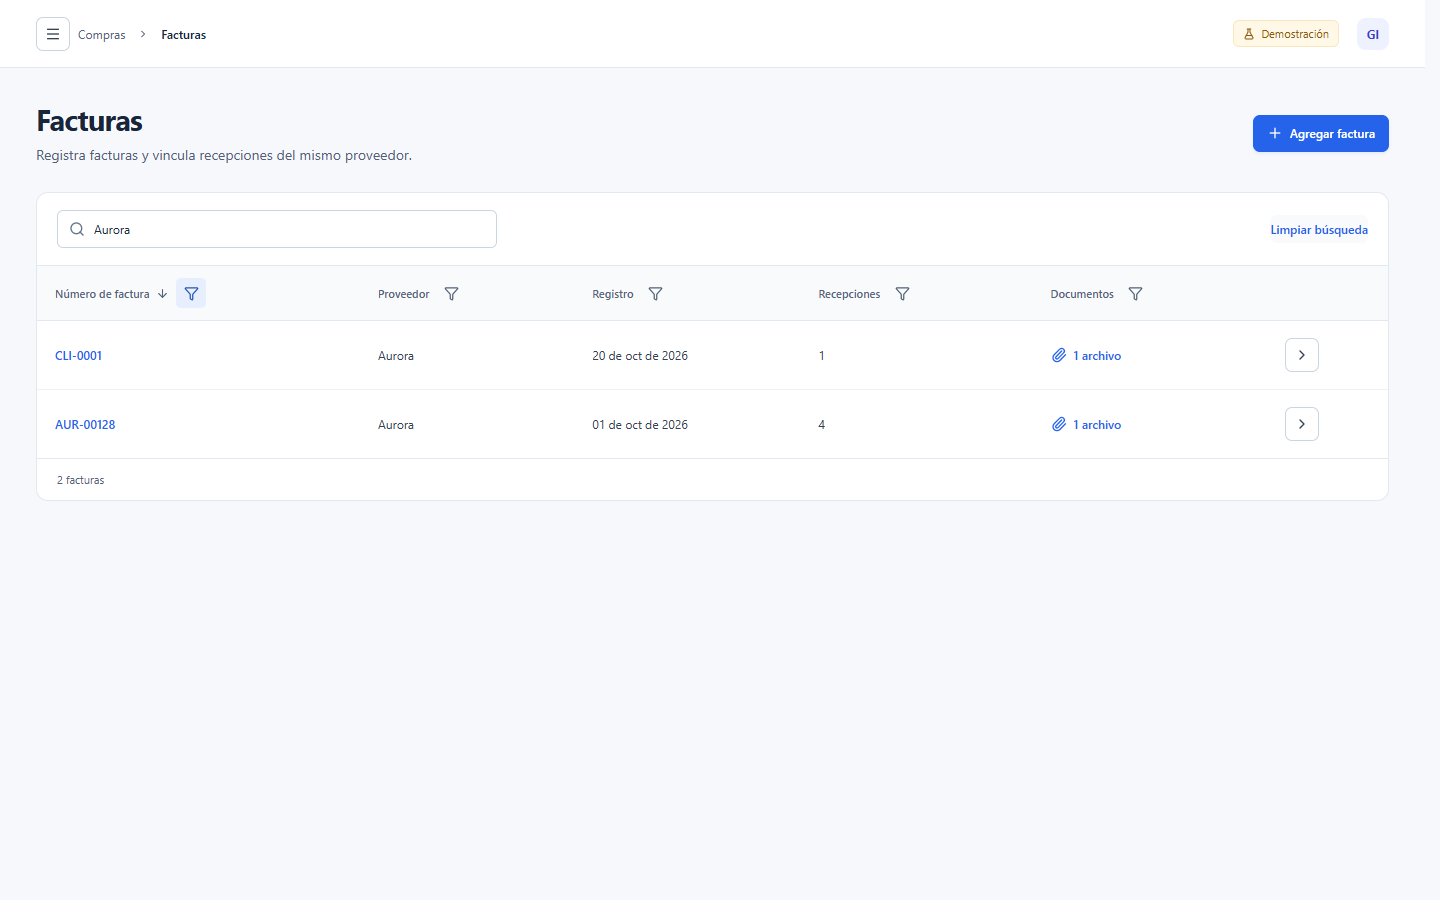 Compras > Facturas
Demostración
GI
Facturas
Registra facturas y vincula recepciones del mismo proveedor.
+ Agregar factura
Aurora
Limpiar búsqueda
Número de factura ↓ Proveedor Registro Recepciones Documentos
CLI-0001 Aurora 20 de oct de 2026 1 1 archivo
AUR-00128 Aurora 01 de oct de 2026 4 1 archivo
2 facturas